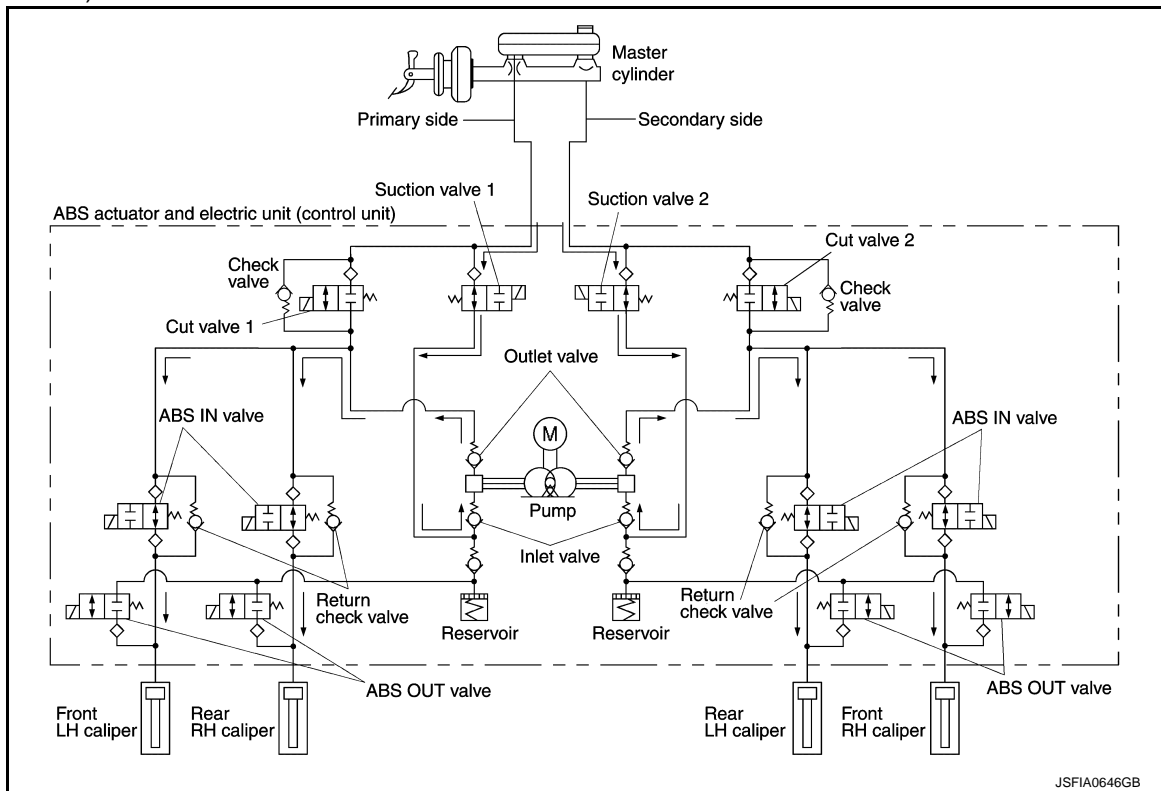 Master
cylinder
Primary side
Secondary side
Suction valve 1
Suction valve 2
ABS actuator and electric unit (control unit)
Cut valve 2
Check
valve
Check
valve
Cut valve 1
Outlet valve
ABS IN valve
ABS IN valve
M
Pump
Inlet valve
Return
check valve
Return
check valve
Reservoir
Reservoir
ABS OUT valve
ABS OUT valve
Front
LH caliper
Rear
RH caliper
Rear
LH caliper
Front
RH caliper
JSFIA0646GB